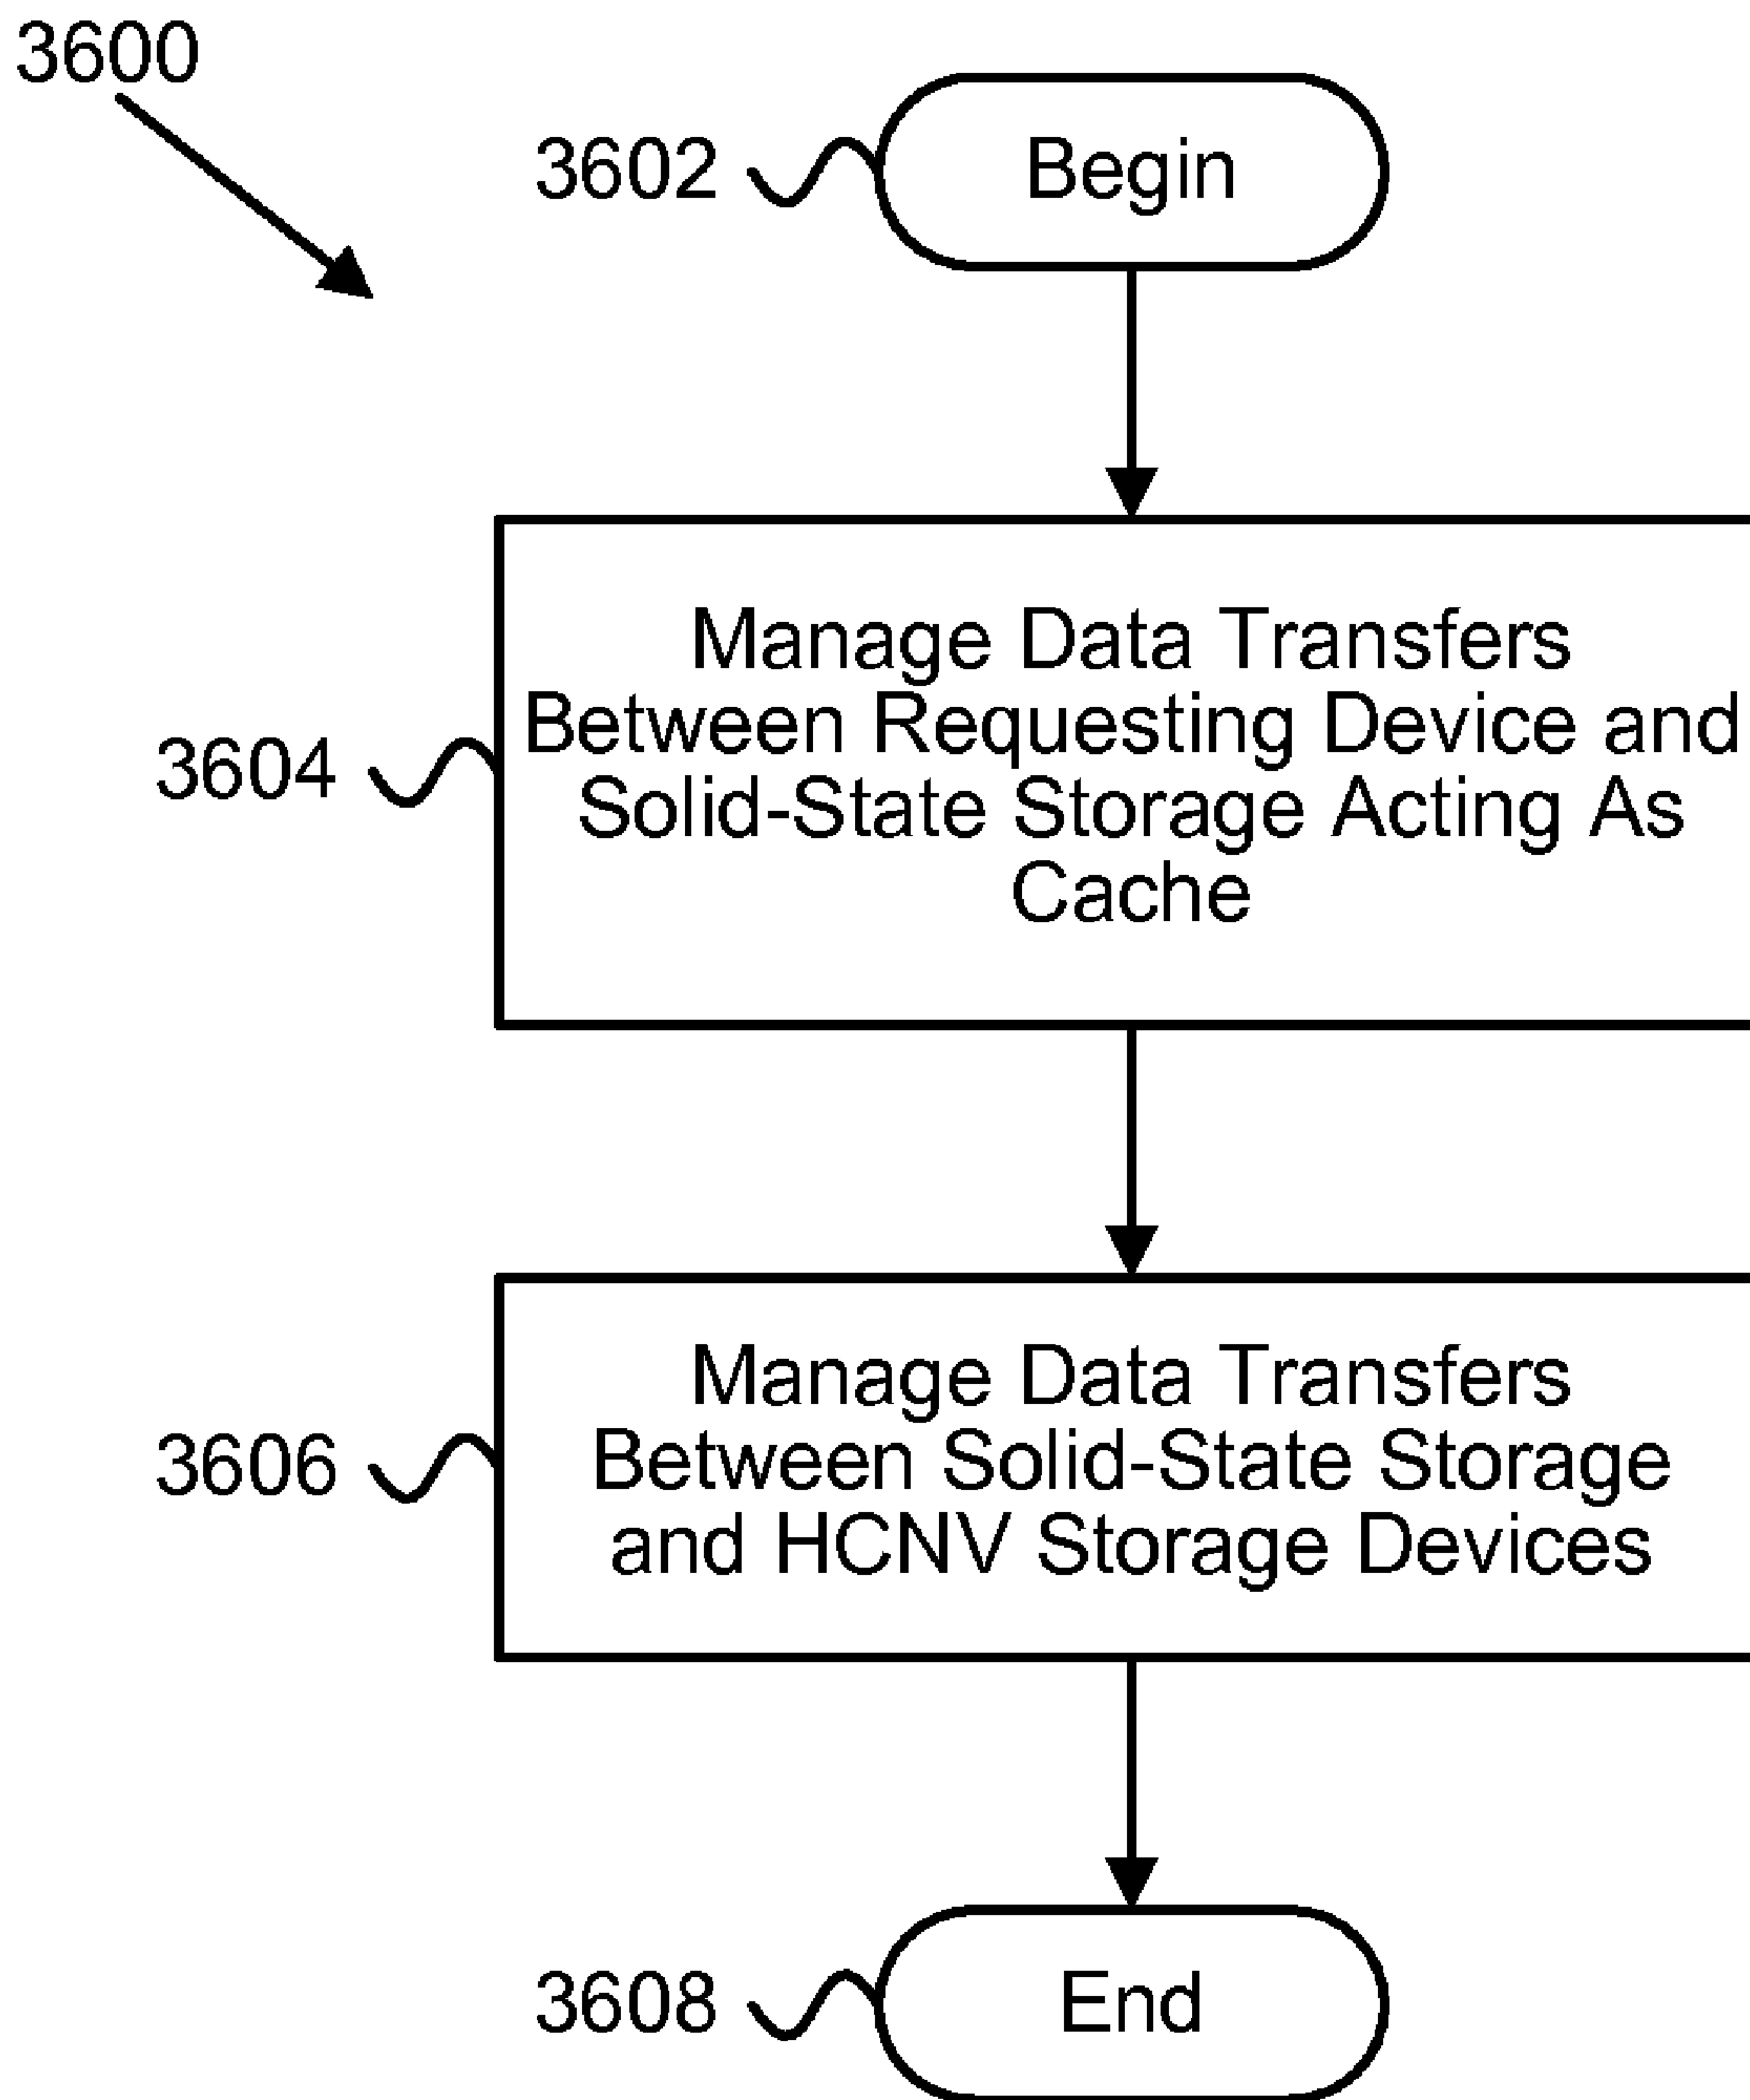 3600
3602
Begin
Manage Data Transfers
Between Requesting Device and
Solid-State Storage Acting As
Cache
3604
Manage Data Transfers
Between Solid-State Storage
and HCNV Storage Devices
3606
3608
End